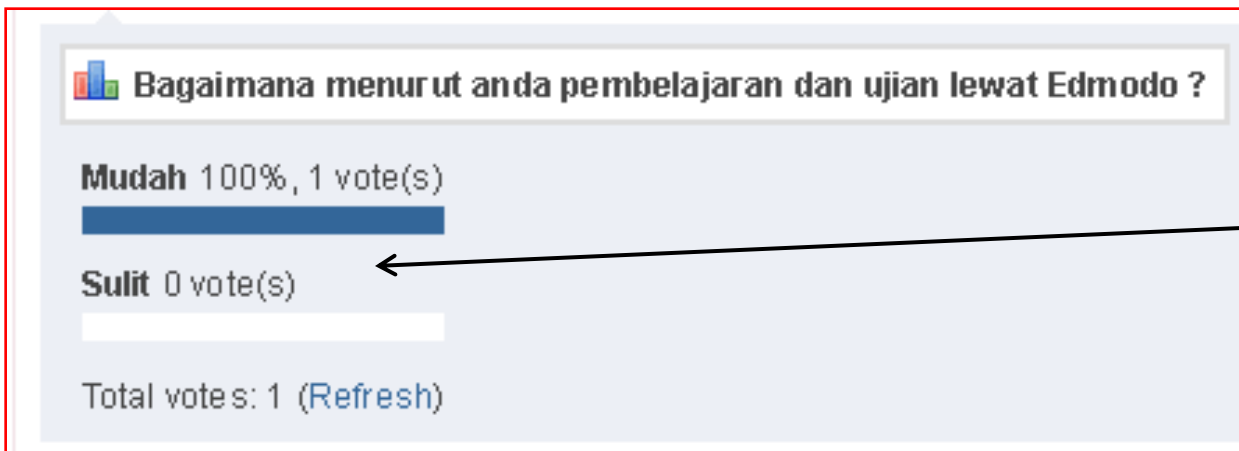 Bagaimana menurut anda pembelajaran dan ujian lewat Edmodo ?
Mudah 100%, 1 vote(s)
Sulit 0 vote(s)
Total votes: 1 (Refresh)